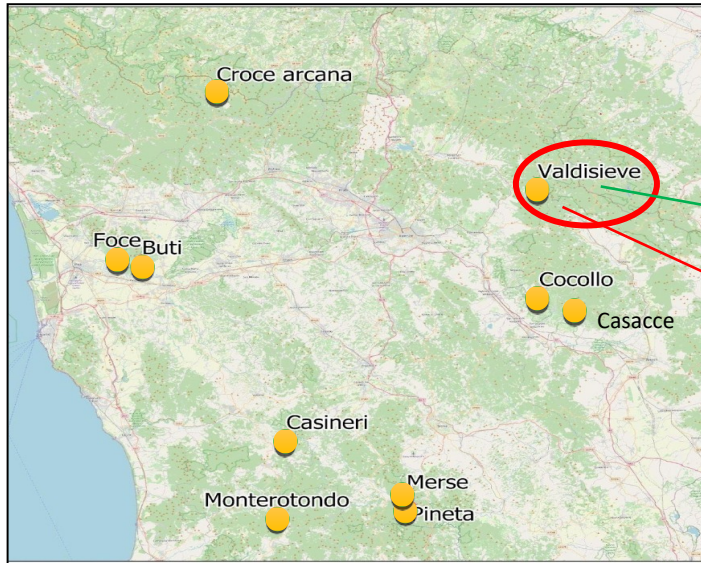 Croce arcana
Valdisieve
Foce
Buti
Cocollo
Casacce
Casineri
Merse
Monterotondo
Pineta